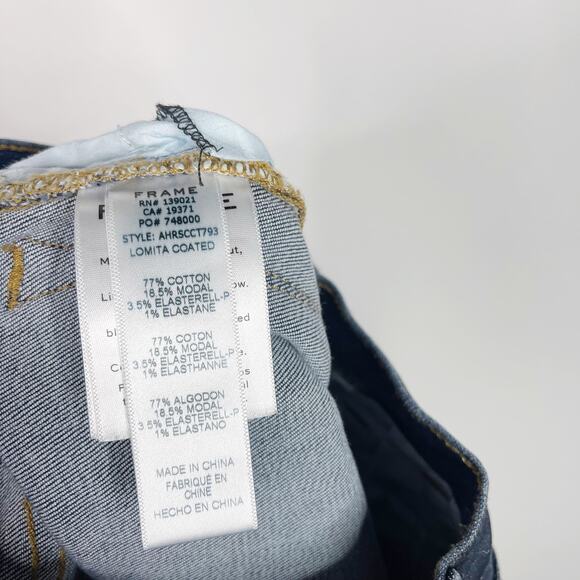 FRAME
RN# 139021
CA# 19371
PO# 748000
STYLE: AHRSCCT793
LOMITA COATED
77% COTTON
18.5% MODAL
3.5% ELASTERELL-P
1% ELASTANE
77% COTON
18.5% MODAL
3.5% ELASTERELL-P
1% ELASTHANNE
77% ALGODON
18.5% MODAL
3.5% ELASTERELL-P
1% ELASTANO
MADE IN CHINA
FABRIQUÉ EN
CHINE
HECHO EN CHINA